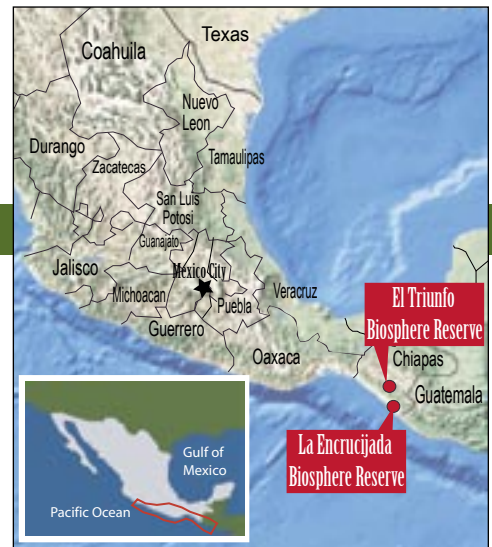 Texas
Coahuila
Nuevo
Leon
Durango
Tamaulipas
Zacatecas
San Luis
Potosi
Guanajato
Jalisco
Mexico City
Michoacan
Puebla
Veracruz
Guerrero
Oaxaca
El Triunfo
Biosphere Reserve
Chiapas
Guatemala
La Encrucijada
Biosphere Reserve
Gulf of
Mexico
Pacific Ocean